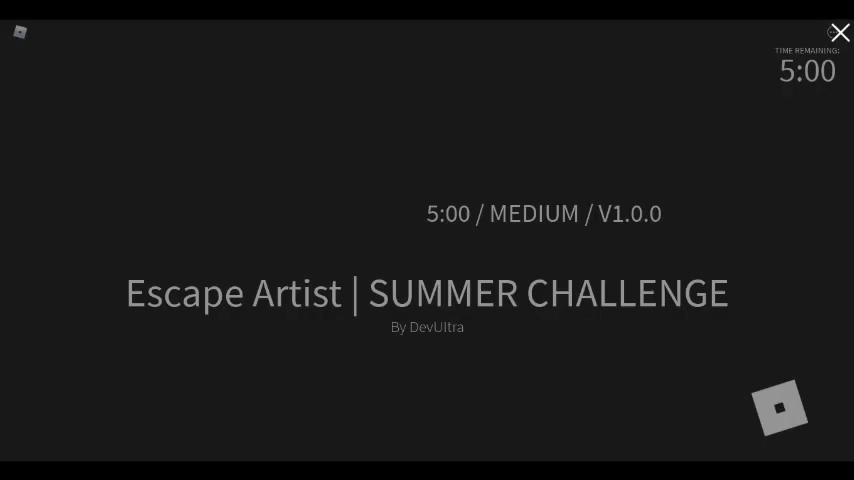 TIME REMAINING:
5:00
5:00 / MEDIUM / V1.0.0
Escape Artist | SUMMER CHALLENGE
By DevUltra